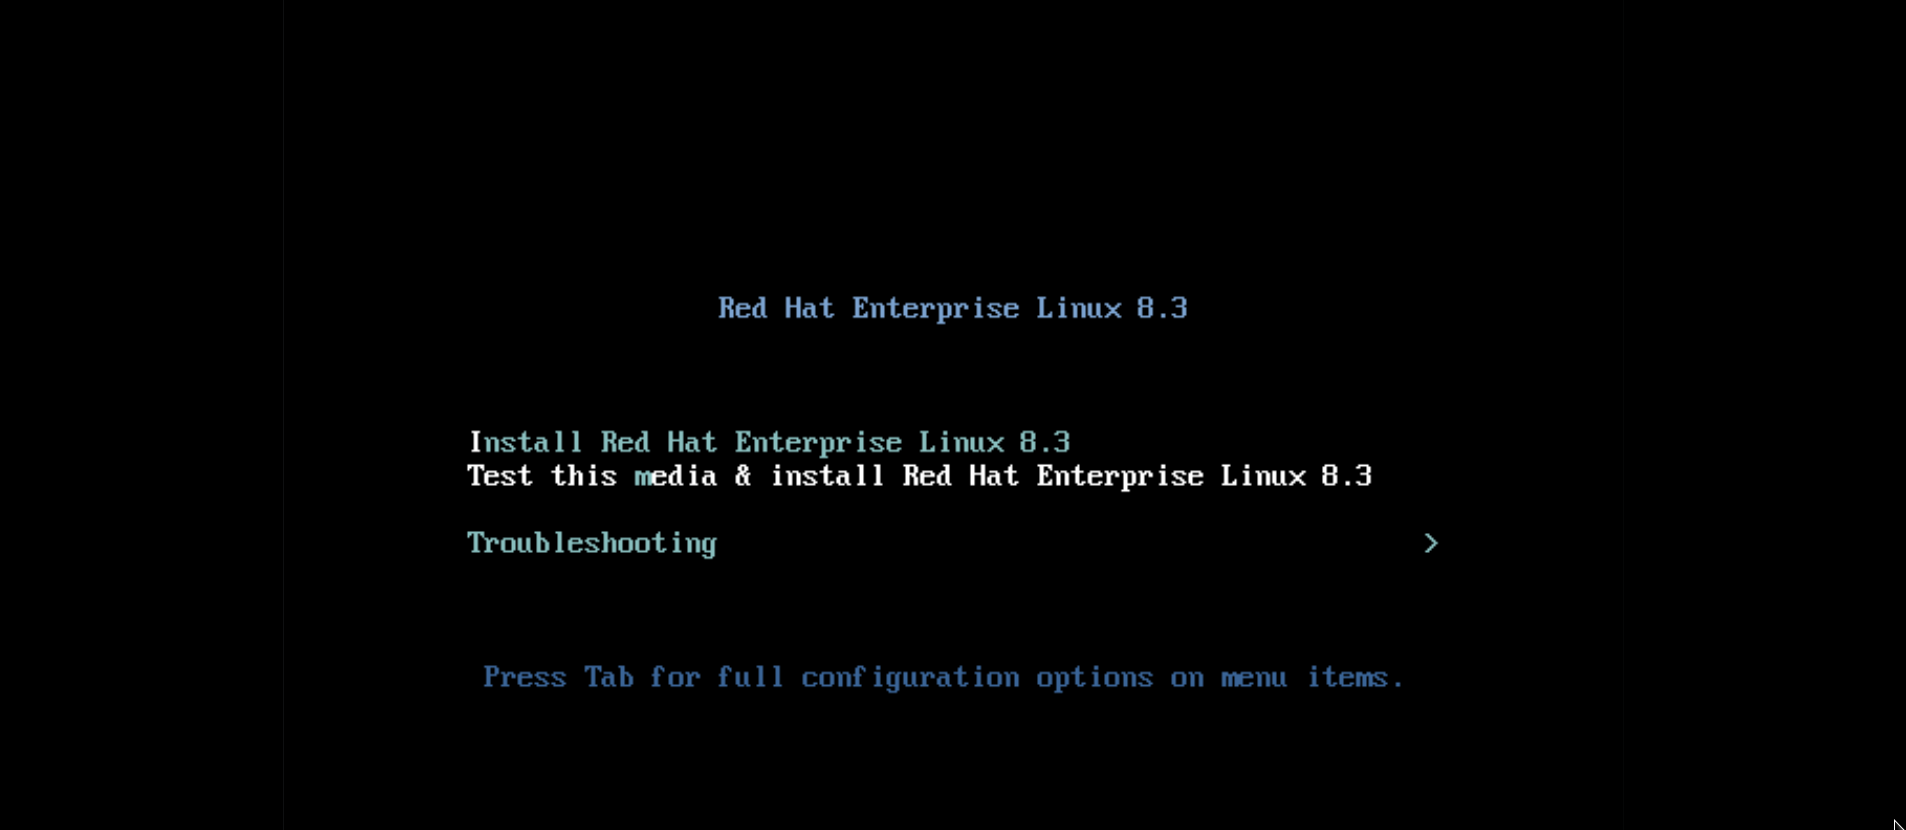 Red Hat Enterprise Linux 8.3
Install Red Hat Enterprise Linux 8.3
Test this media & install Red Hat Enterprise Linux 8.3
Troubleshooting >
Press Tab for full configuration options on menu items.